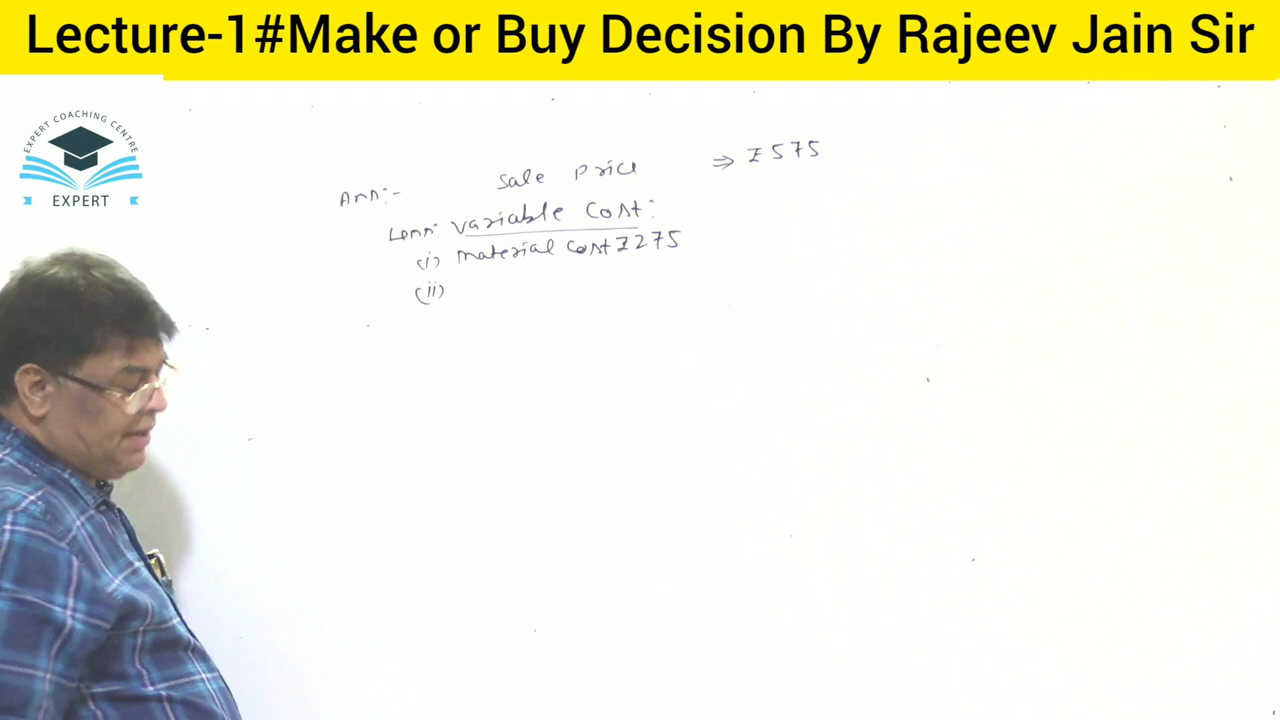 Lecture-1#Make or Buy Decision By Rajeev Jain Sir
EXPERT COACHING CENTRE
EXPERT
Ans:- Sale Price ⇒ ₹575
Less: Variable Cost:
(i) Material Cost ₹275
(ii)